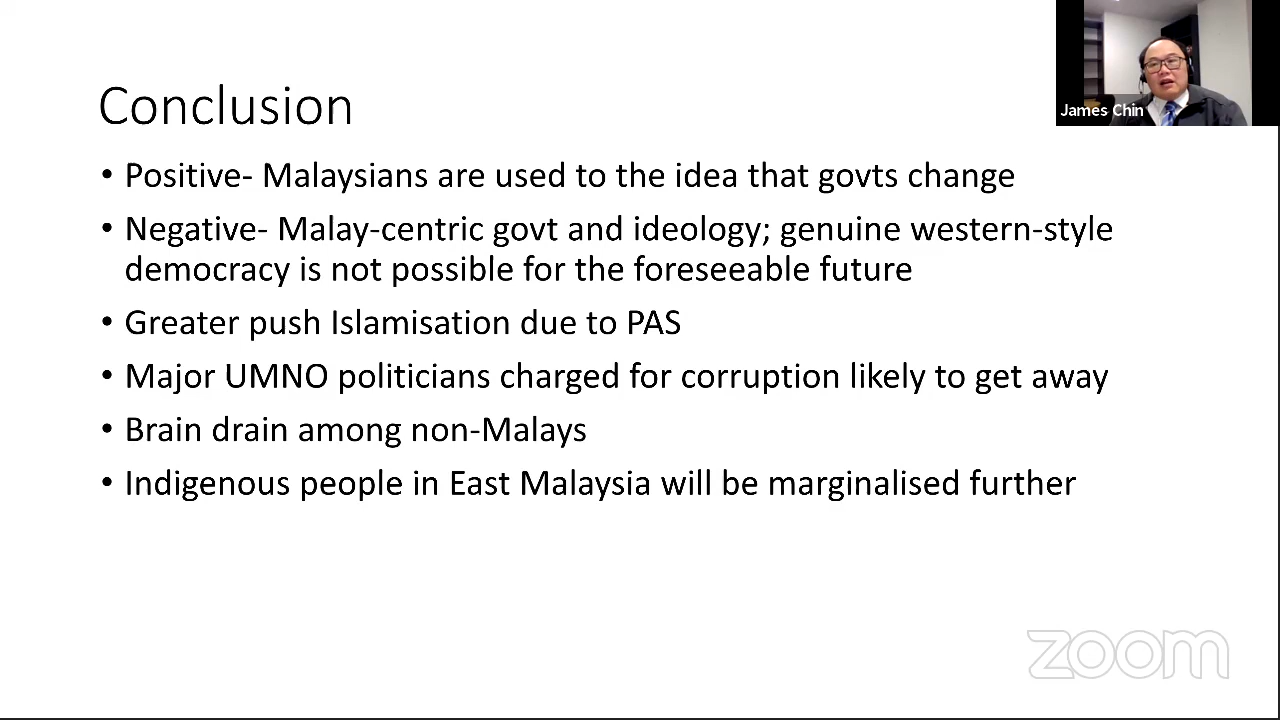 James Chin
Conclusion
• Positive- Malaysians are used to the idea that govts change
• Negative- Malay-centric govt and ideology; genuine western-style
democracy is not possible for the foreseeable future
• Greater push Islamisation due to PAS
• Major UMNO politicians charged for corruption likely to get away
• Brain drain among non-Malays
• Indigenous people in East Malaysia will be marginalised further
zoom